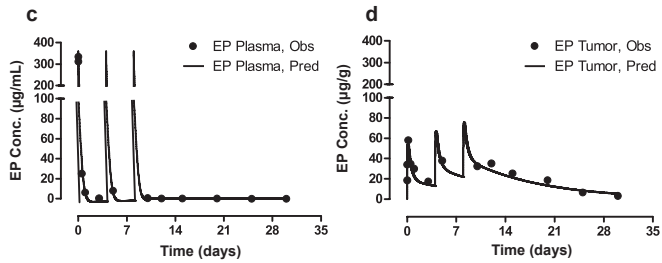 c
EP Conc. (µg/mL)
400
300
200
100
80
60
40
20
0
EP Plasma, Obs
EP Plasma, Pred
0 7 14 21 28 35
Time (days)
d
EP Conc. (µg/g)
400
300
200
100
80
60
40
20
0
EP Tumor, Obs
EP Tumor, Pred
0 7 14 21 28 35
Time (days)